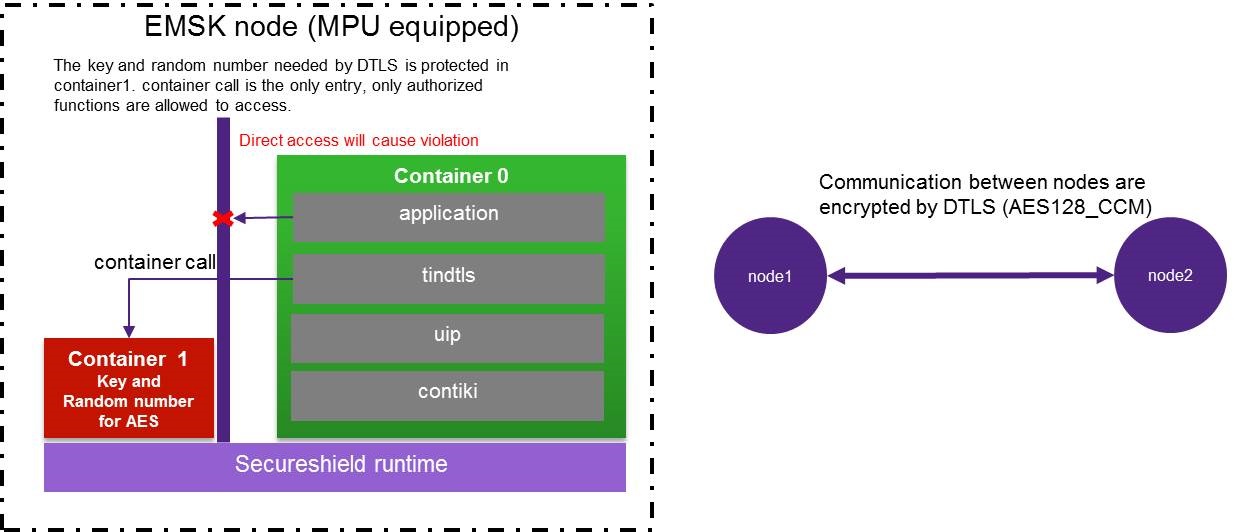 EMSK node (MPU equipped)
The key and random number needed by DTLS is protected in
container1. container call is the only entry, only authorized
functions are allowed to access.
Direct access will cause violation
Container 0
application
container call
tindtls
uip
contiki
Container 1
Key and
Random number
for AES
Secureshield runtime
Communication between nodes are
encrypted by DTLS (AES128_CCM)
node1
node2